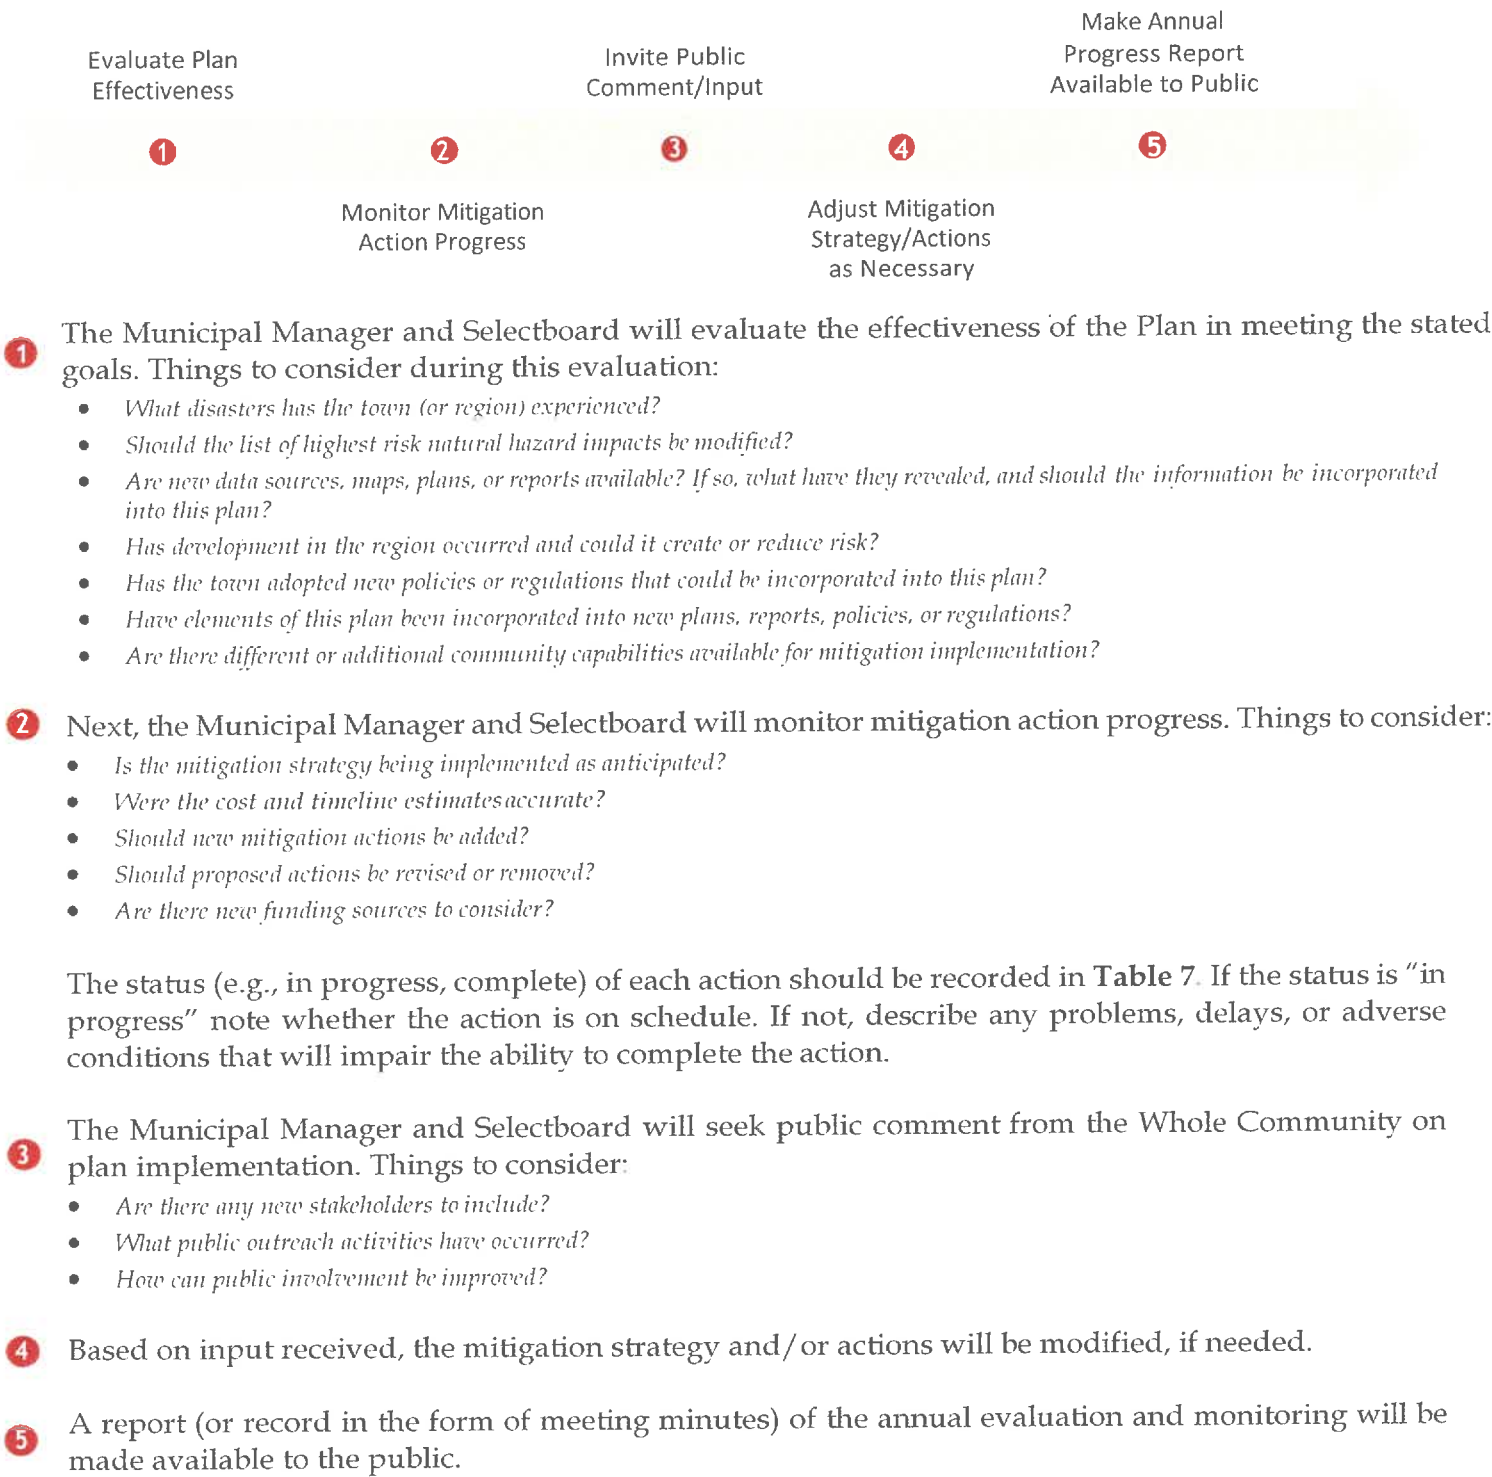 Evaluate Plan
Effectiveness
Invite Public
Comment/Input
Make Annual
Progress Report
Available to Public
1
2
3
4
5
Monitor Mitigation
Action Progress
Adjust Mitigation
Strategy/Actions
as Necessary
1 The Municipal Manager and Selectboard will evaluate the effectiveness of the Plan in meeting the stated
goals. Things to consider during this evaluation:
• What disasters has the town (or region) experienced?
• Should the list of highest risk natural hazard impacts be modified?
• Are new data sources, maps, plans, or reports available? If so, what have they revealed, and should the information be incorporated
into this plan?
• Has development in the region occurred and could it create or reduce risk?
• Has the town adopted new policies or regulations that could be incorporated into this plan?
• Have elements of this plan been incorporated into new plans, reports, policies, or regulations?
• Are there different or additional community capabilities available for mitigation implementation?
2 Next, the Municipal Manager and Selectboard will monitor mitigation action progress. Things to consider:
• Is the mitigation strategy being implemented as anticipated?
• Were the cost and timeline estimates accurate?
• Should new mitigation actions be added?
• Should proposed actions be revised or removed?
• Are there new funding sources to consider?
The status (e.g., in progress, complete) of each action should be recorded in Table 7. If the status is "in
progress" note whether the action is on schedule. If not, describe any problems, delays, or adverse
conditions that will impair the ability to complete the action.
3 The Municipal Manager and Selectboard will seek public comment from the Whole Community on
plan implementation. Things to consider:
• Are there any new stakeholders to include?
• What public outreach activities have occurred?
• How can public involvement be improved?
4 Based on input received, the mitigation strategy and/or actions will be modified, if needed.
5 A report (or record in the form of meeting minutes) of the annual evaluation and monitoring will be
made available to the public.